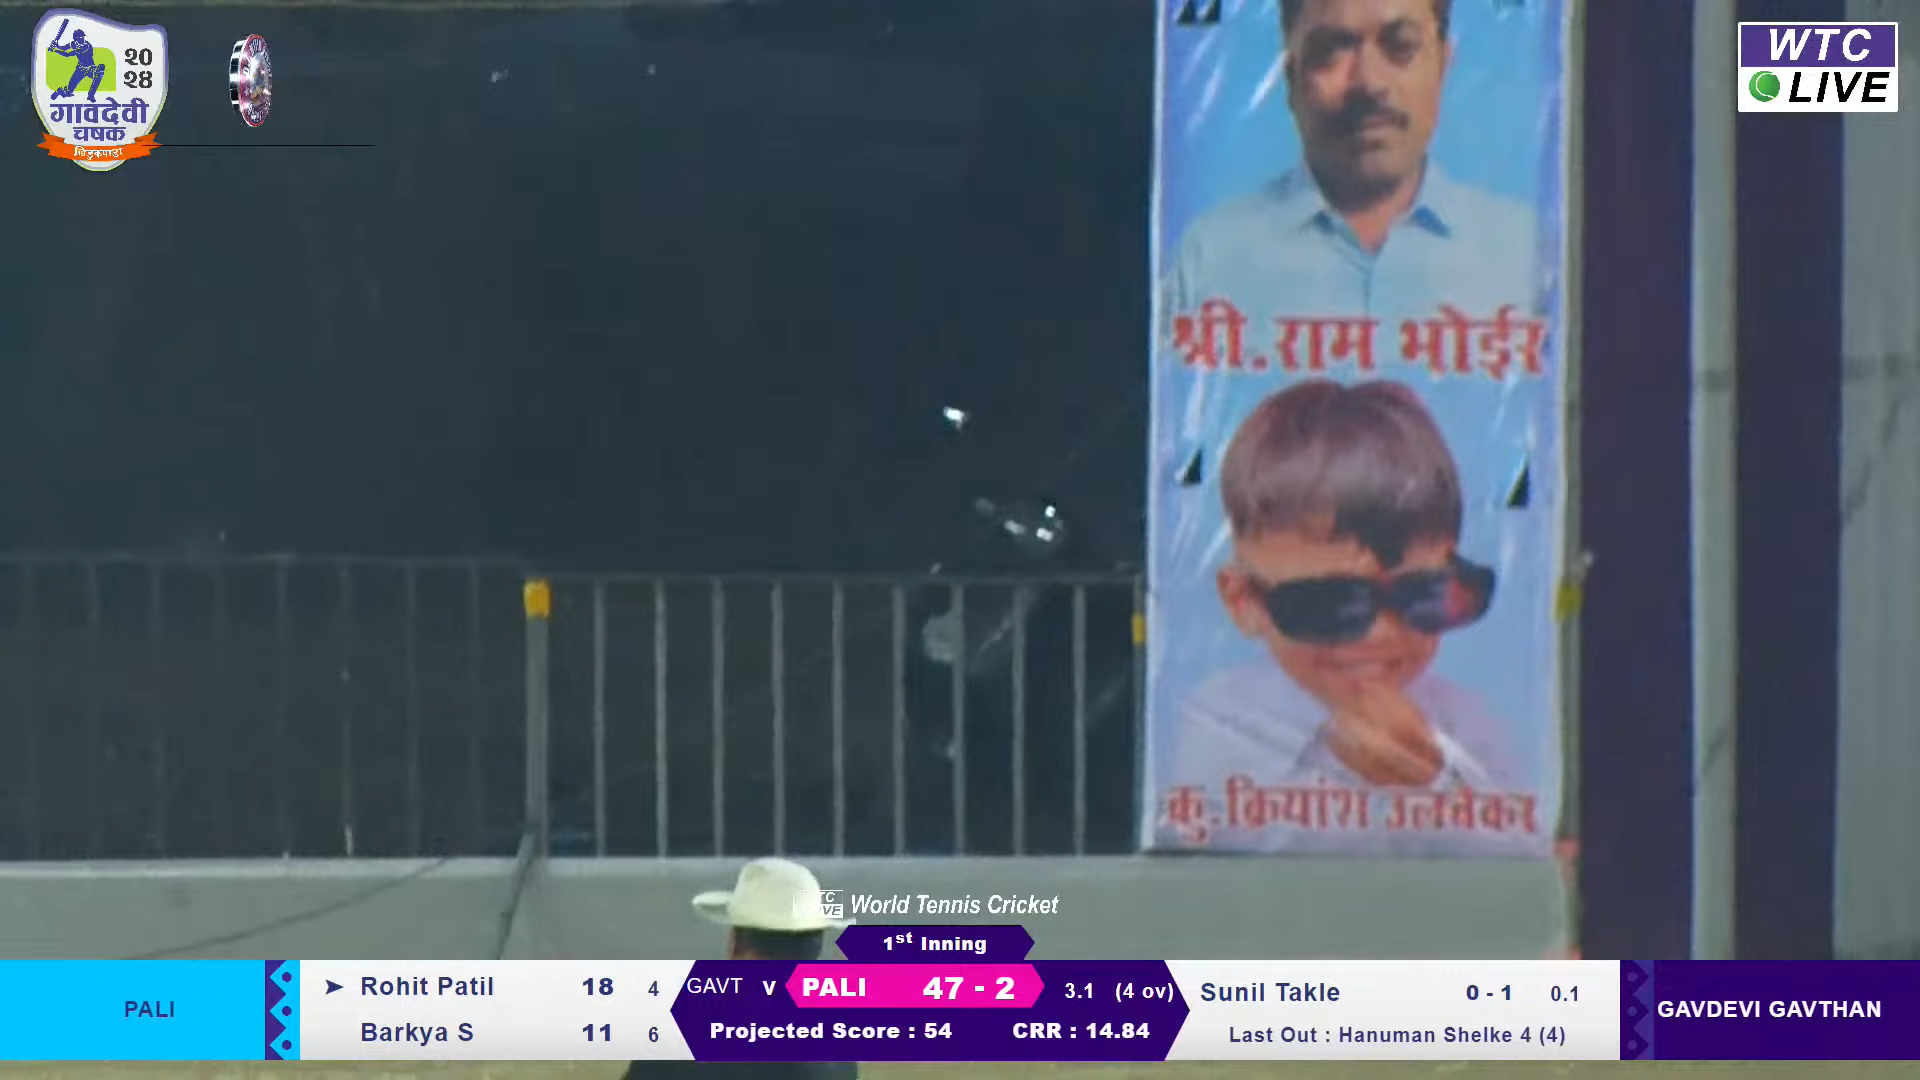 २०
२४
गावदेवी
चषक
खिडुकपाडा
WTC
LIVE
श्री.राम भोईर
कु.क्रियांश उलवेकर
World Tennis Cricket
1st Inning
PALI
Rohit Patil 18 4
Barkya S 11 6
GAVT v PALI 47 - 2 3.1 (4 ov)
Projected Score : 54 CRR : 14.84
Sunil Takle 0 - 1 0.1
Last Out : Hanuman Shelke 4 (4)
GAVDEVI GAVTHAN